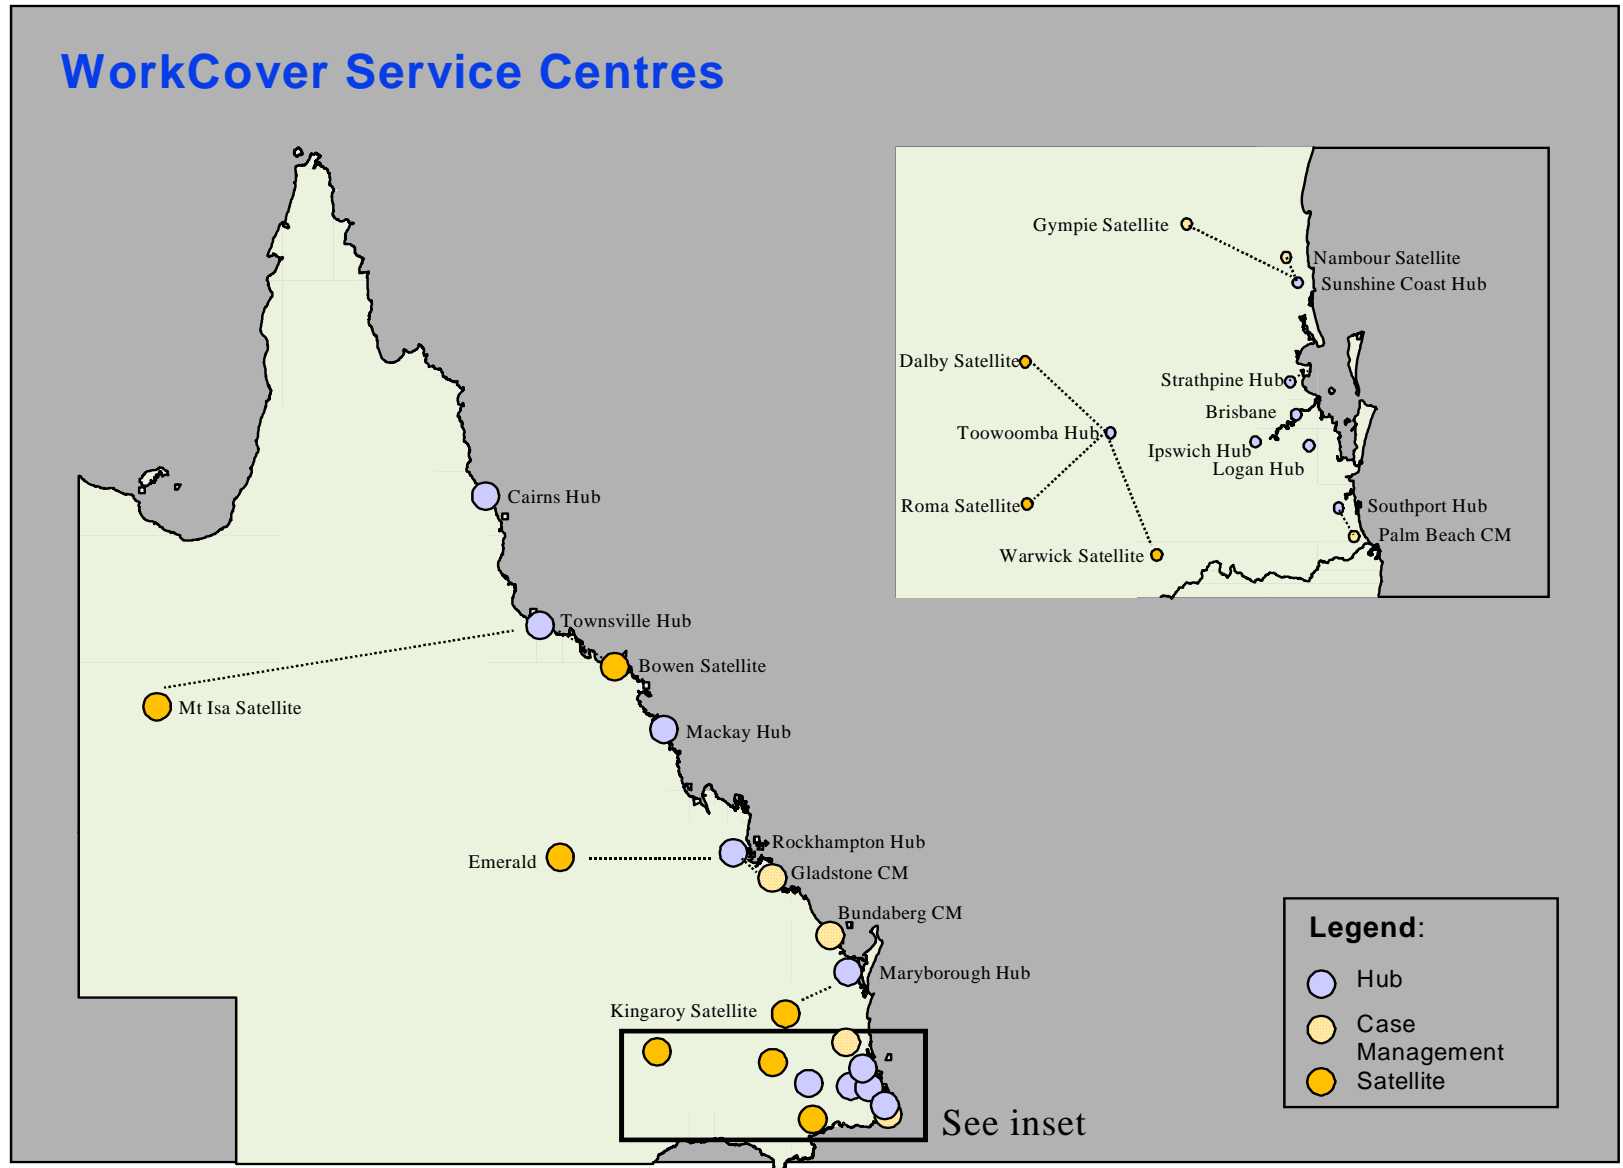 WorkCover Service Centres
Gympie Satellite
Nambour Satellite
Sunshine Coast Hub
Dalby Satellite
Strathpine Hub
Brisbane
Toowoomba Hub
Ipswich Hub
Logan Hub
Roma Satellite
Southport Hub
Palm Beach CM
Warwick Satellite
Cairns Hub
Townsville Hub
Bowen Satellite
Mt Isa Satellite
Mackay Hub
Rockhampton Hub
Emerald
Gladstone CM
Bundaberg CM
Maryborough Hub
Kingaroy Satellite
See inset
Legend:
Hub
Case
Management
Satellite